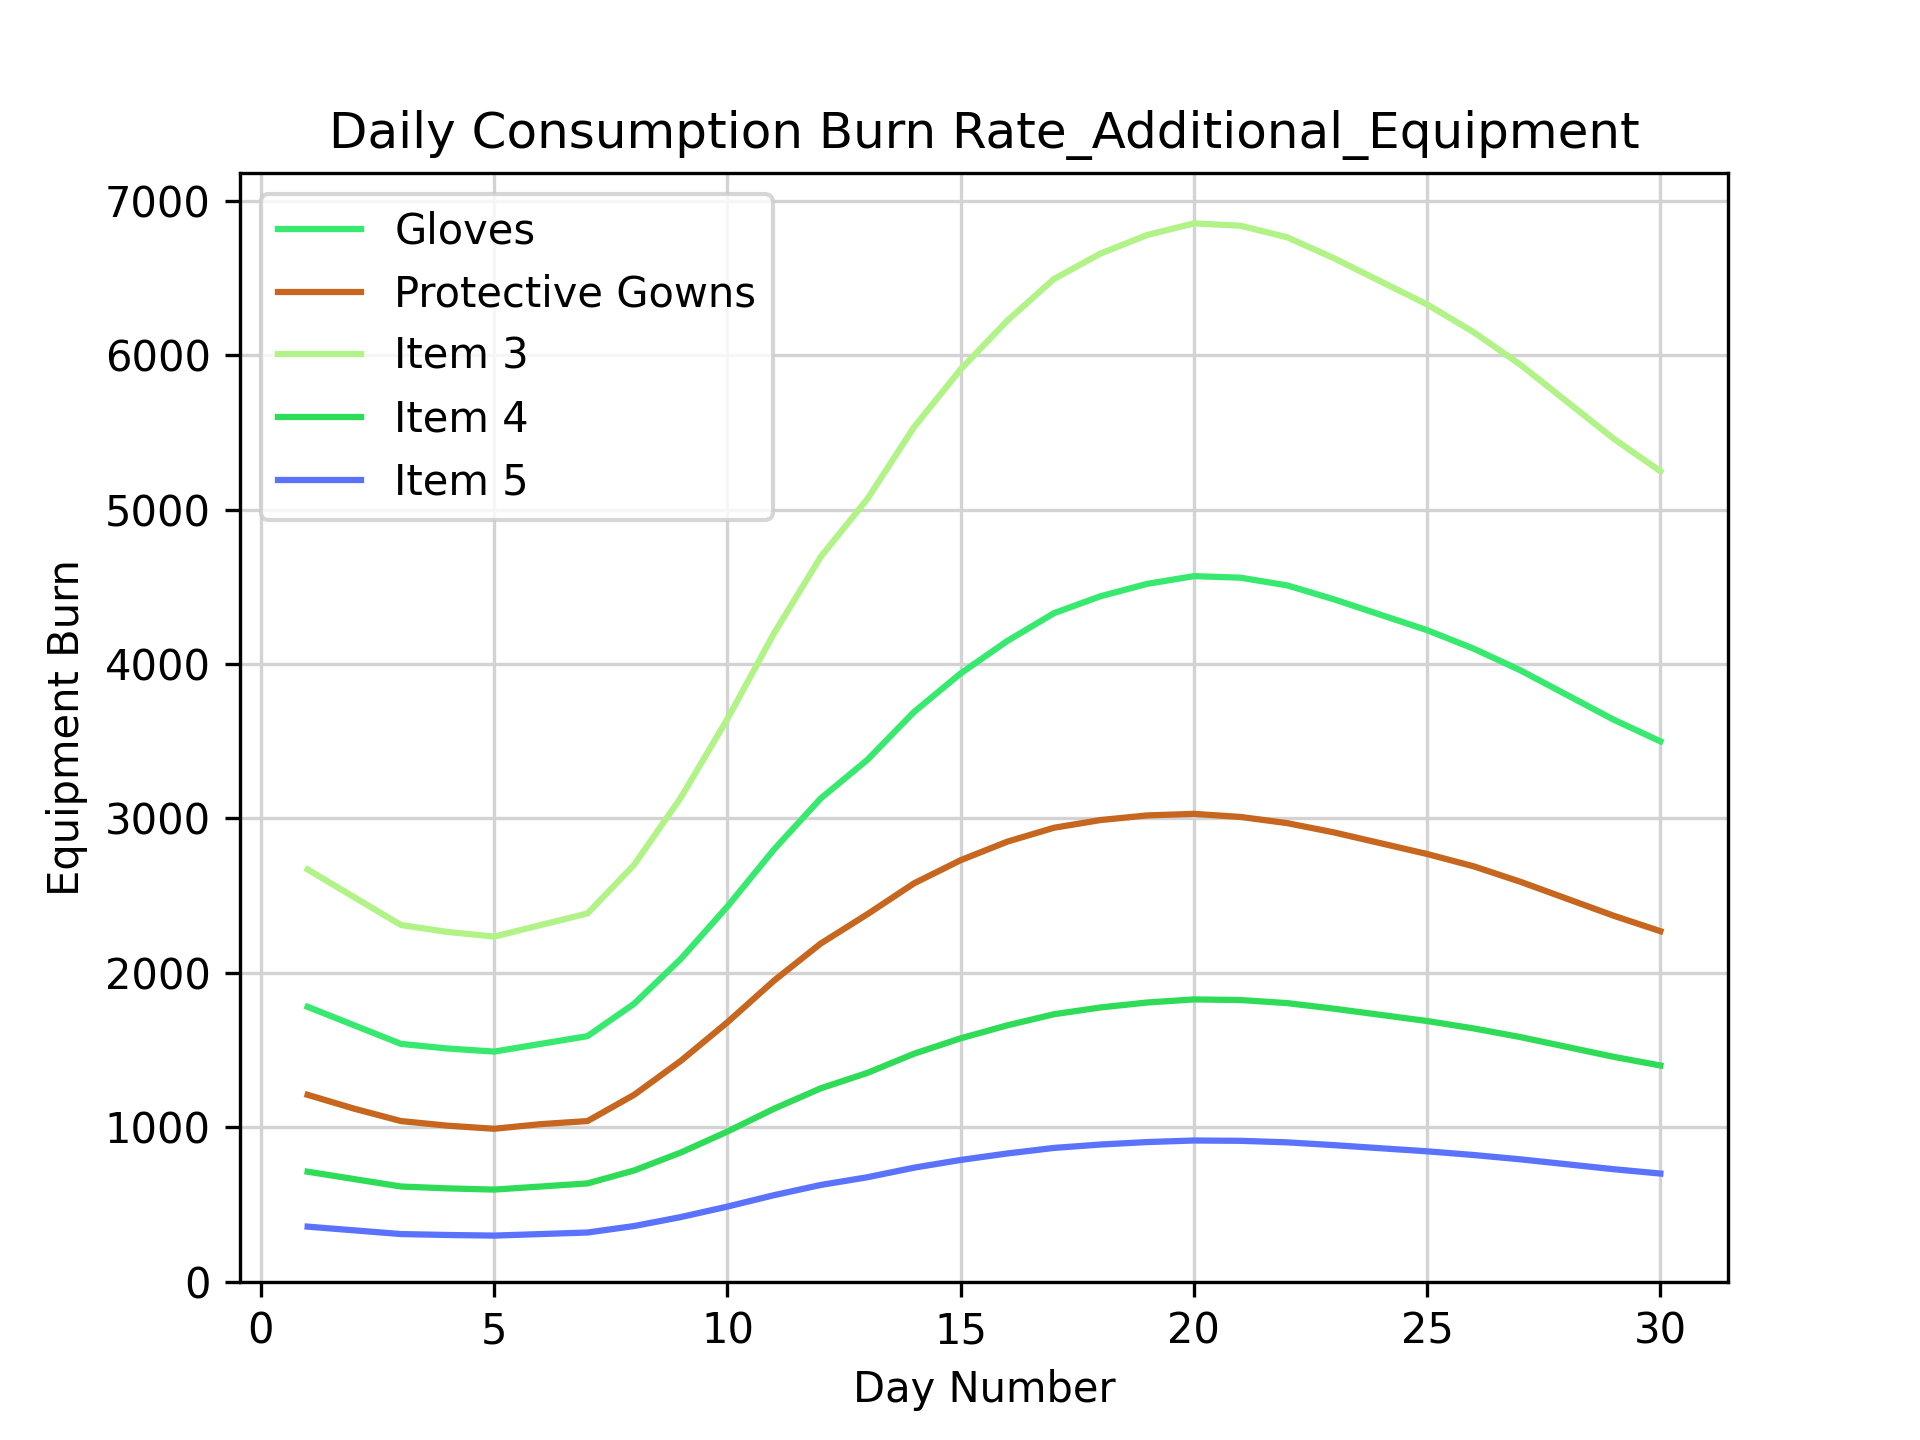 Daily Consumption Burn Rate_Additional_Equipment
7000
6000
5000
4000
3000
2000
1000
0
Equipment Burn
Gloves
Protective Gowns
Item 3
Item 4
Item 5
0 5 10 15 20 25 30
Day Number